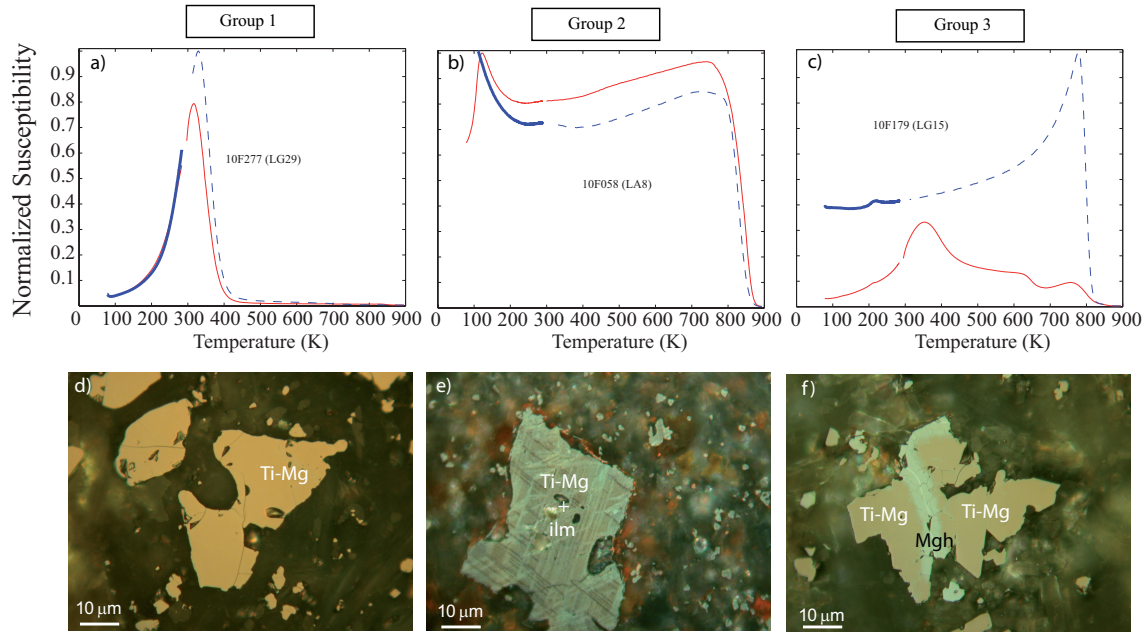 Group 1
Group 2
Group 3
Normalized Susceptibility
a)
0.9
0.8
0.7
0.6
0.5
0.4
0.3
0.2
0.1
10F277 (LG29)
0 100 200 300 400 500 600 700 800 900
Temperature (K)
b)
10F058 (LA8)
0 100 200 300 400 500 600 700 800 900
Temperature (K)
c)
10F179 (LG15)
0 100 200 300 400 500 600 700 800 900
Temperature (K)
d)
Ti-Mg
10 µm
e)
Ti-Mg
+
ilm
10 µm
f)
Ti-Mg
Ti-Mg
Mgh
10 µm